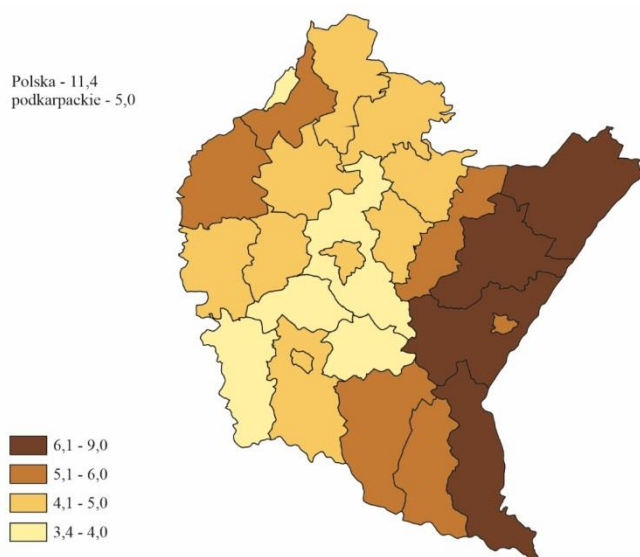 Polska - 11,4
podkarpackie - 5,0
6,1 - 9,0
5,1 - 6,0
4,1 - 5,0
3,4 - 4,0